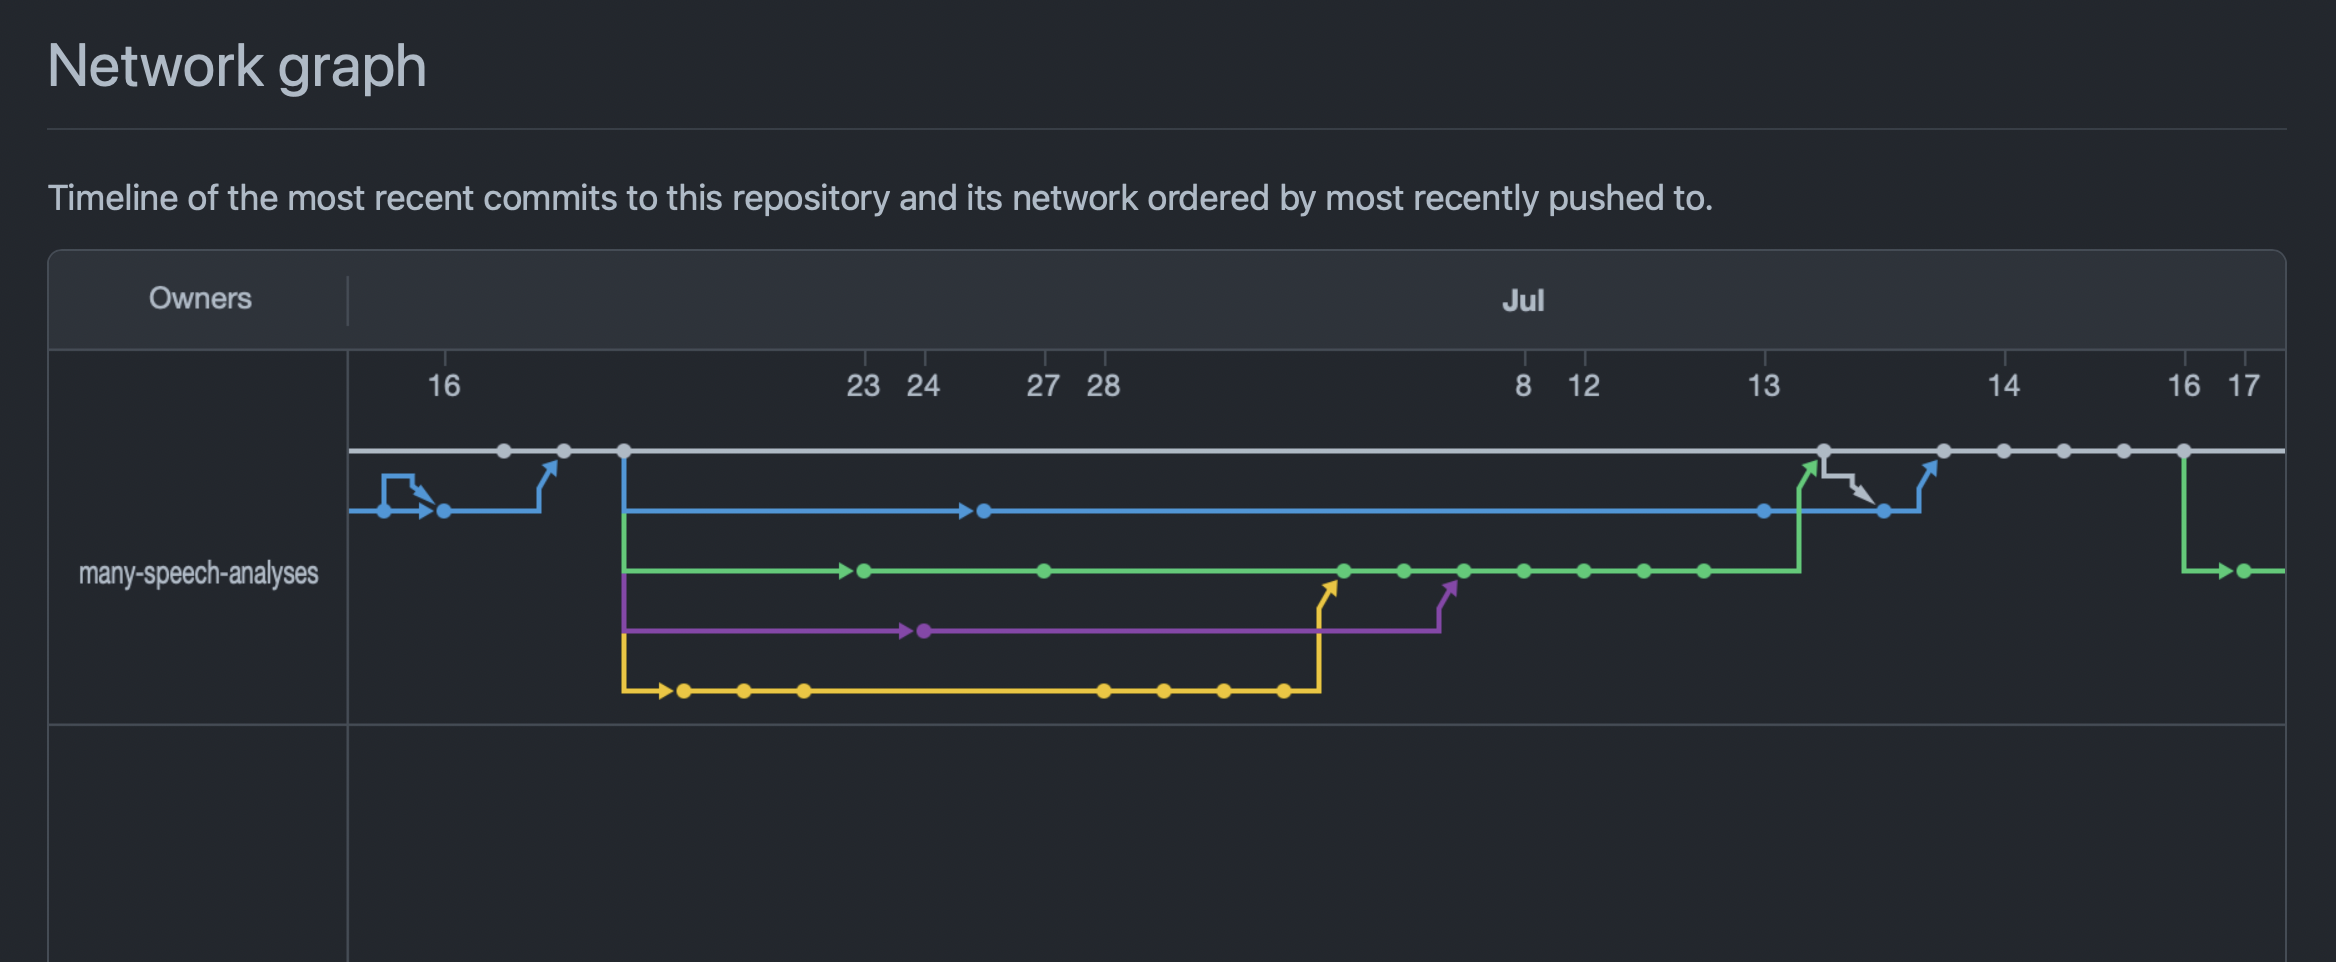 Network graph
Timeline of the most recent commits to this repository and its network ordered by most recently pushed to.
Owners
Jul
16 23 24 27 28 8 12 13 14 16 17
many-speech-analyses